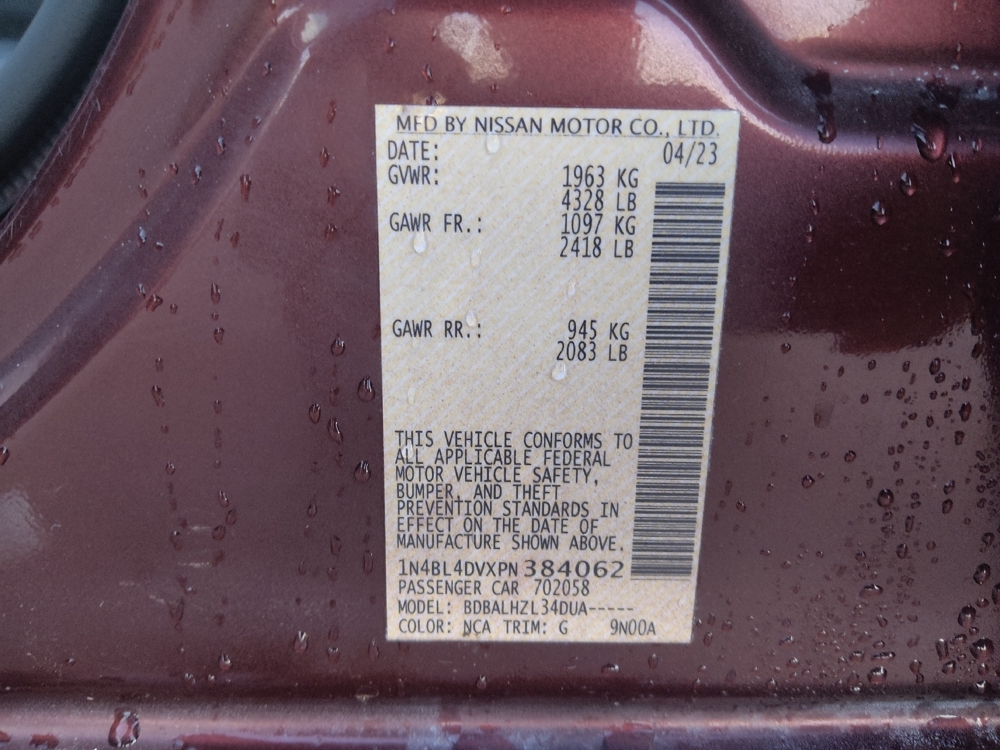 MFD BY NISSAN MOTOR CO., LTD.
DATE: 04/23
GVWR: 1963 KG
4328 LB
GAWR FR.: 1097 KG
2418 LB
GAWR RR.: 945 KG
2083 LB
THIS VEHICLE CONFORMS TO
ALL APPLICABLE FEDERAL
MOTOR VEHICLE SAFETY,
BUMPER, AND THEFT
PREVENTION STANDARDS IN
EFFECT ON THE DATE OF
MANUFACTURE SHOWN ABOVE.
1N4BL4DVXPN384062
PASSENGER CAR 702058
MODEL: BDBALHZL34DUA-----
COLOR: NCA TRIM: G 9N00A